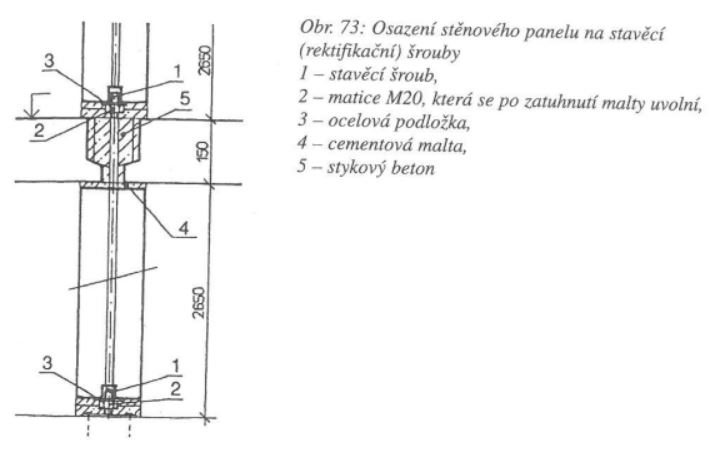 Obr. 73: Osazení stěnového panelu na stavěcí
(rektifikační) šrouby
1 – stavěcí šroub,
2 – matice M20, která se po zatuhnutí malty uvolní,
3 – ocelová podložka,
4 – cementová malta,
5 – stykový beton
3
1
2650
5
2
150
4
2650
3
1
2